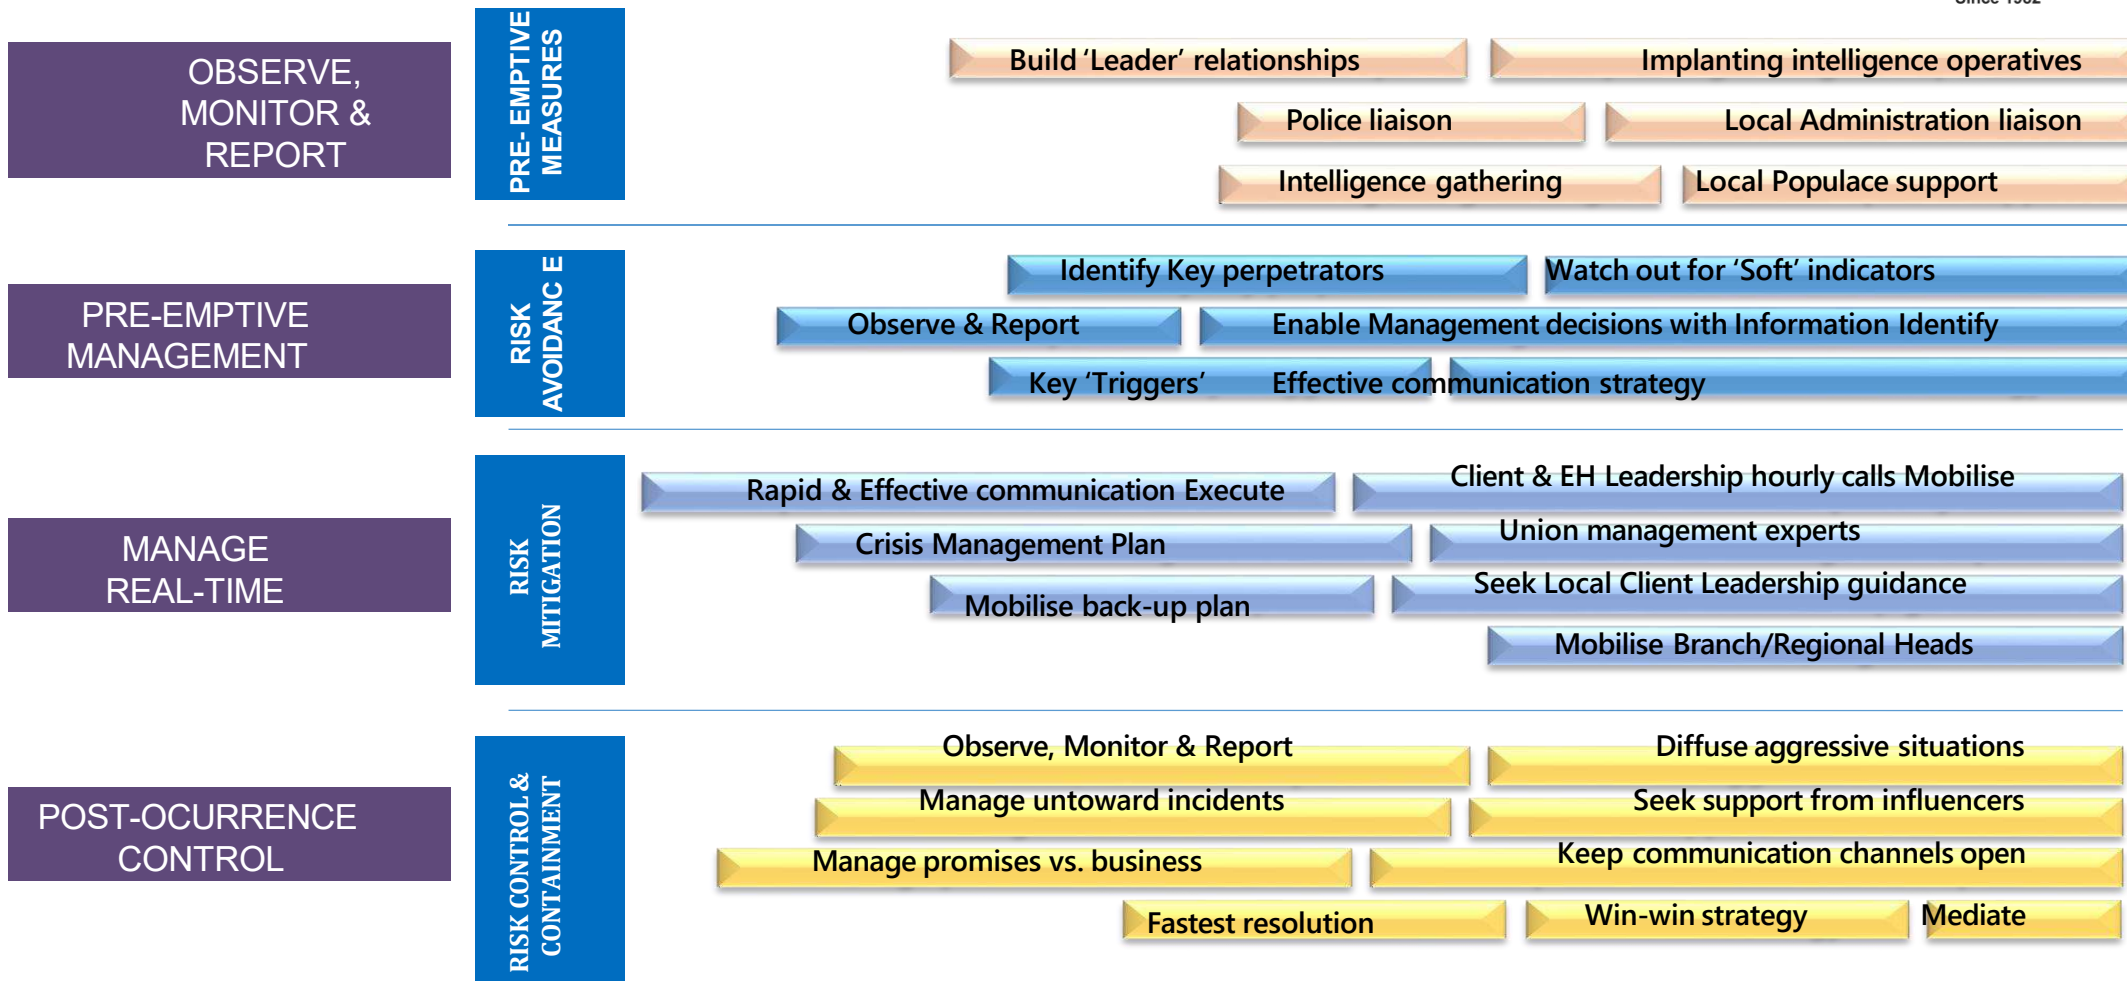 Since 1962
OBSERVE,
MONITOR &
REPORT
PRE- EMPTIVE
MEASURES
Build ‘Leader’ relationships
Implanting intelligence operatives
Police liaison
Local Administration liaison
Intelligence gathering
Local Populace support
PRE-EMPTIVE
MANAGEMENT
RISK
AVOIDANC E
Identify Key perpetrators
Watch out for ‘Soft’ indicators
Observe & Report
Enable Management decisions with Information Identify
Key ‘Triggers’
Effective communication strategy
MANAGE
REAL-TIME
RISK
MITIGATION
Rapid & Effective communication Execute
Client & EH Leadership hourly calls Mobilise
Crisis Management Plan
Union management experts
Mobilise back-up plan
Seek Local Client Leadership guidance
Mobilise Branch/Regional Heads
POST-OCURRENCE
CONTROL
RISK CONTROL &
CONTAINMENT
Observe, Monitor & Report
Diffuse aggressive situations
Manage untoward incidents
Seek support from influencers
Manage promises vs. business
Keep communication channels open
Fastest resolution
Win-win strategy
Mediate